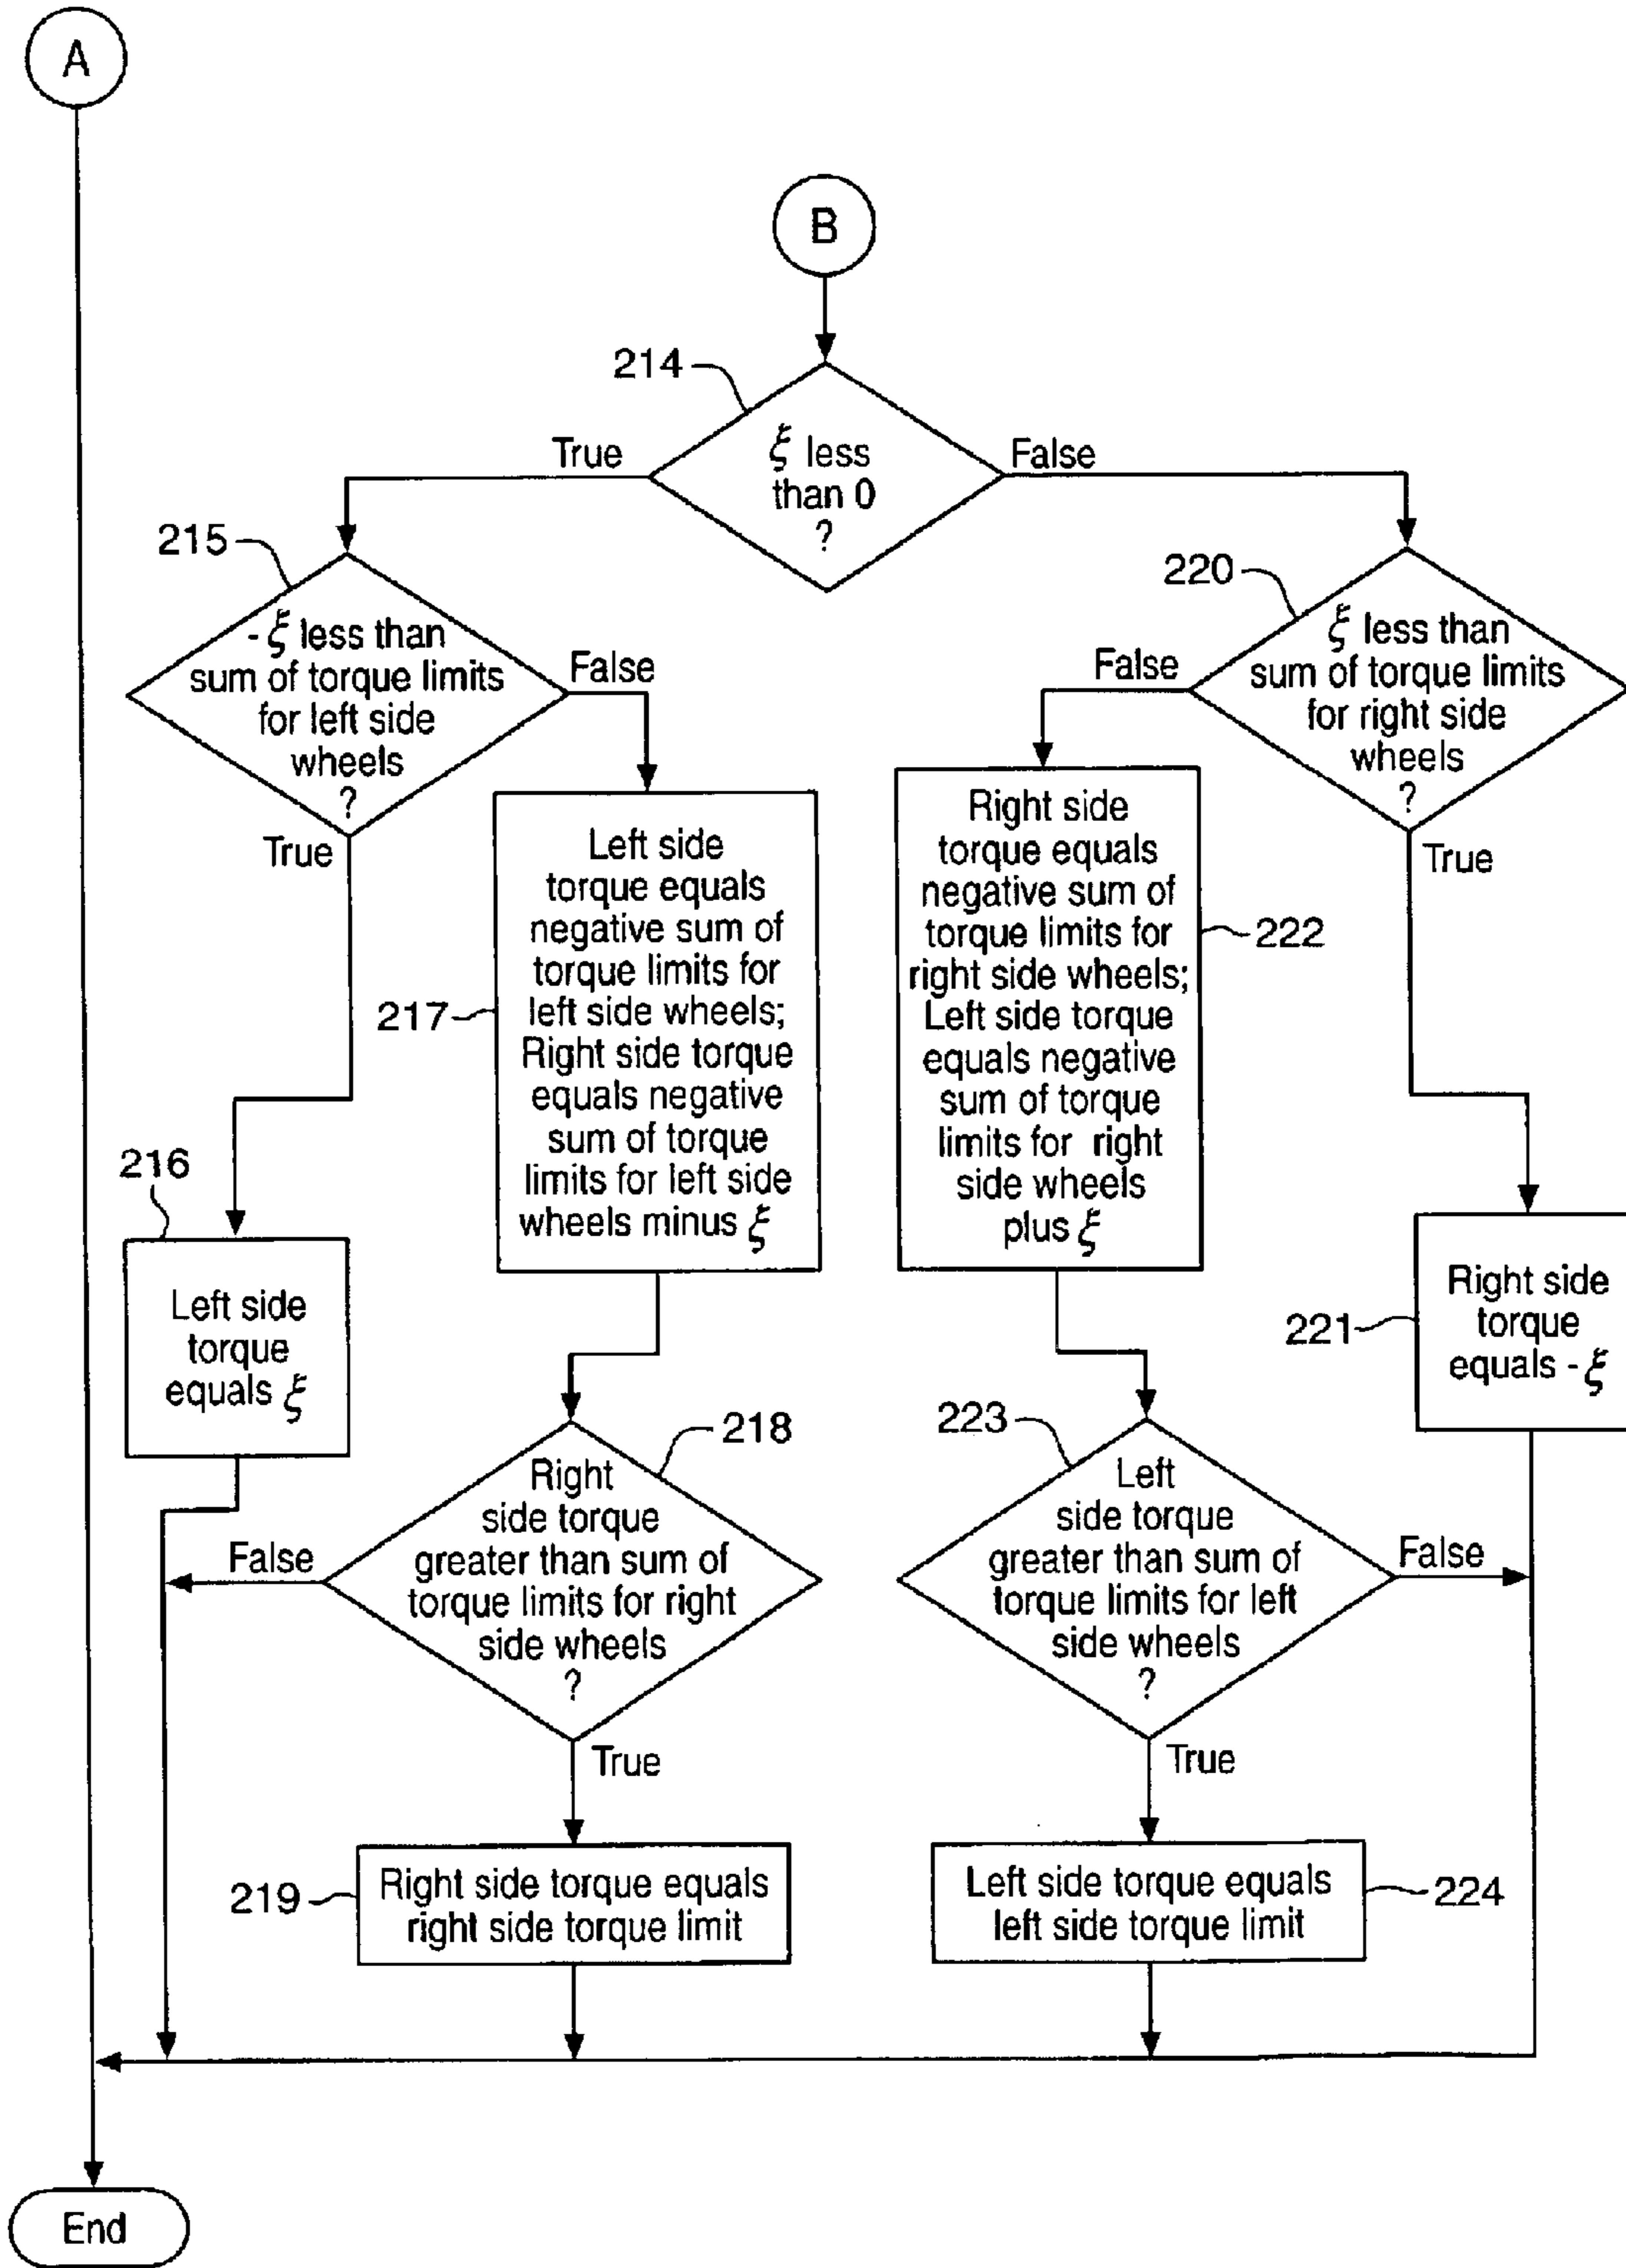 A
B
214
ξ less
than 0
?
True
False
215
- ξ less than
sum of torque limits
for left side
wheels
?
False
True
220
ξ less than
sum of torque limits
for right side
wheels
?
False
True
216
Left side
torque
equals ξ
217
Left side
torque equals
negative sum of
torque limits for
left side wheels;
Right side torque
equals negative
sum of torque
limits for left side
wheels minus ξ
222
Right side
torque equals
negative sum of
torque limits for
right side wheels;
Left side torque
equals negative
sum of torque
limits for right
side wheels
plus ξ
221
Right side
torque
equals - ξ
218
Right
side torque
greater than sum of
torque limits for right
side wheels
?
False
True
223
Left
side torque
greater than sum of
torque limits for left
side wheels
?
False
True
219
Right side torque equals
right side torque limit
224
Left side torque equals
left side torque limit
End